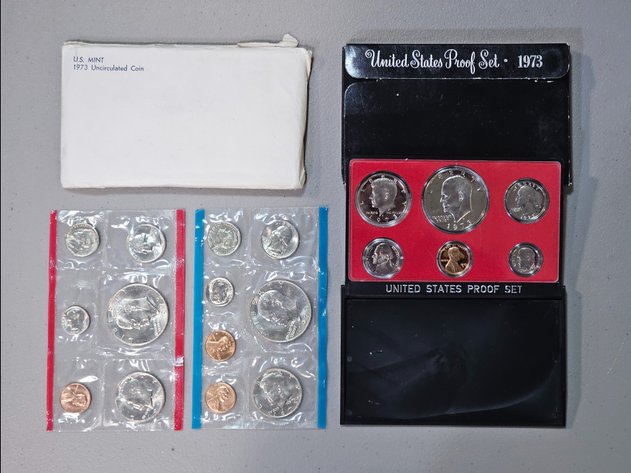 U.S. MINT
1973 Uncirculated Coin
United States Proof Set · 1973
UNITED STATES PROOF SET